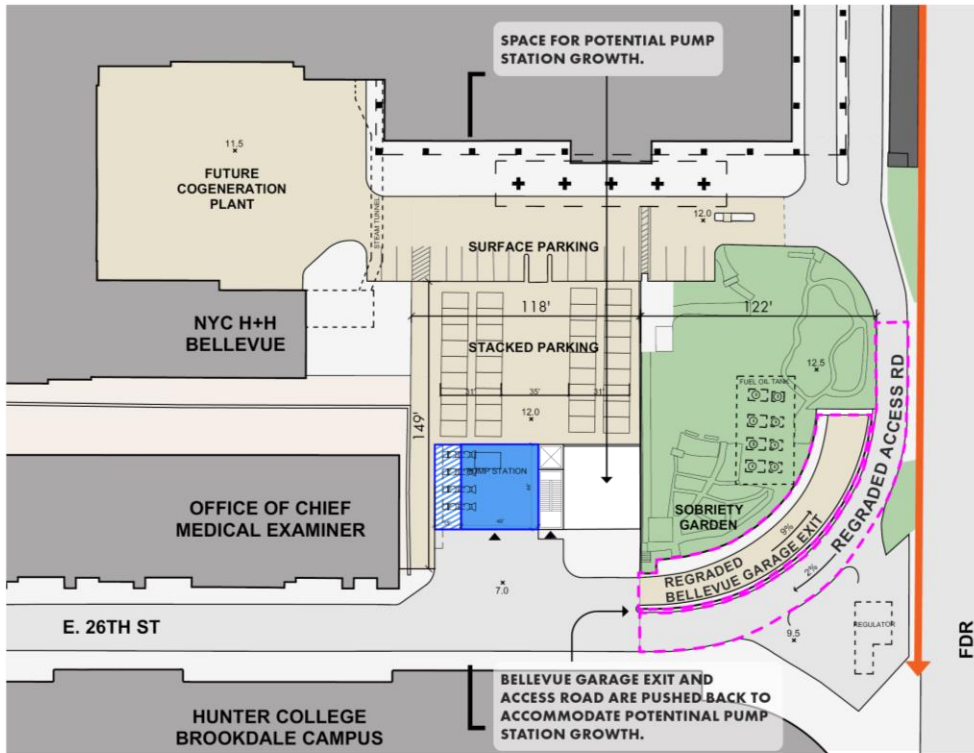 SPACE FOR POTENTIAL PUMP
STATION GROWTH.
11.5
FUTURE
COGENERATION
PLANT
STEAM TUNNEL
12.0
SURFACE PARKING
118'
122'
NYC H+H
BELLEVUE
STACKED PARKING
12.5
FUEL OIL TANK
31'
35'
31'
12.0
149'
REGRADED ACCESS RD
PUMP STATION
OFFICE OF CHIEF
MEDICAL EXAMINER
SOBRIETY
GARDEN
9%
REGRADED
BELLEVUE GARAGE EXIT
2%
7.0
E. 26TH ST
REGULATOR
9.5
FDR
BELLEVUE GARAGE EXIT AND
ACCESS ROAD ARE PUSHED BACK TO
ACCOMMODATE POTENTINAL PUMP
STATION GROWTH.
HUNTER COLLEGE
BROOKDALE CAMPUS